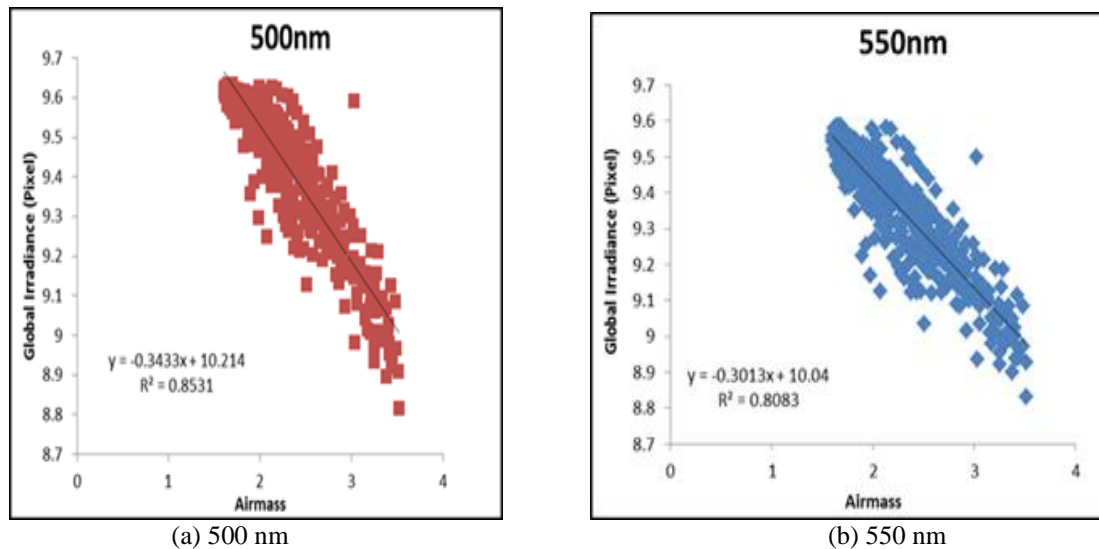 500nm
9.7
9.6
9.5
9.4
9.3
9.2
9.1
9
8.9
8.8
8.7
Global Irradiance (Pixel)
y = -0.3433x + 10.214
R² = 0.8531
0 1 2 3 4
Airmass
(a) 500 nm
550nm
9.7
9.6
9.5
9.4
9.3
9.2
9.1
9
8.9
8.8
8.7
Global Irradiance (Pixel)
y = -0.3013x + 10.04
R² = 0.8083
0 1 2 3 4
Airmass
(b) 550 nm